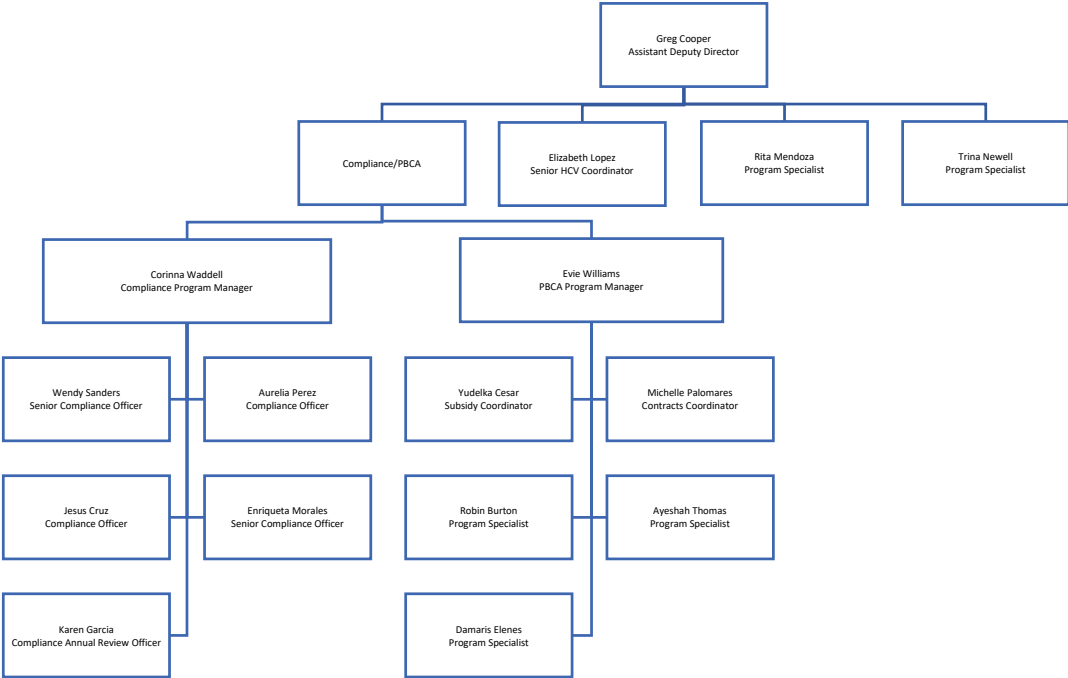 Greg Cooper
Assistant Deputy Director
Compliance/PBCA
Elizabeth Lopez
Senior HCV Coordinator
Rita Mendoza
Program Specialist
Trina Newell
Program Specialist
Corinna Waddell
Compliance Program Manager
Evie Williams
PBCA Program Manager
Wendy Sanders
Senior Compliance Officer
Aurelia Perez
Compliance Officer
Yudelka Cesar
Subsidy Coordinator
Michelle Palomares
Contracts Coordinator
Jesus Cruz
Compliance Officer
Enriqueta Morales
Senior Compliance Officer
Robin Burton
Program Specialist
Ayeshah Thomas
Program Specialist
Karen Garcia
Compliance Annual Review Officer
Damaris Elenes
Program Specialist